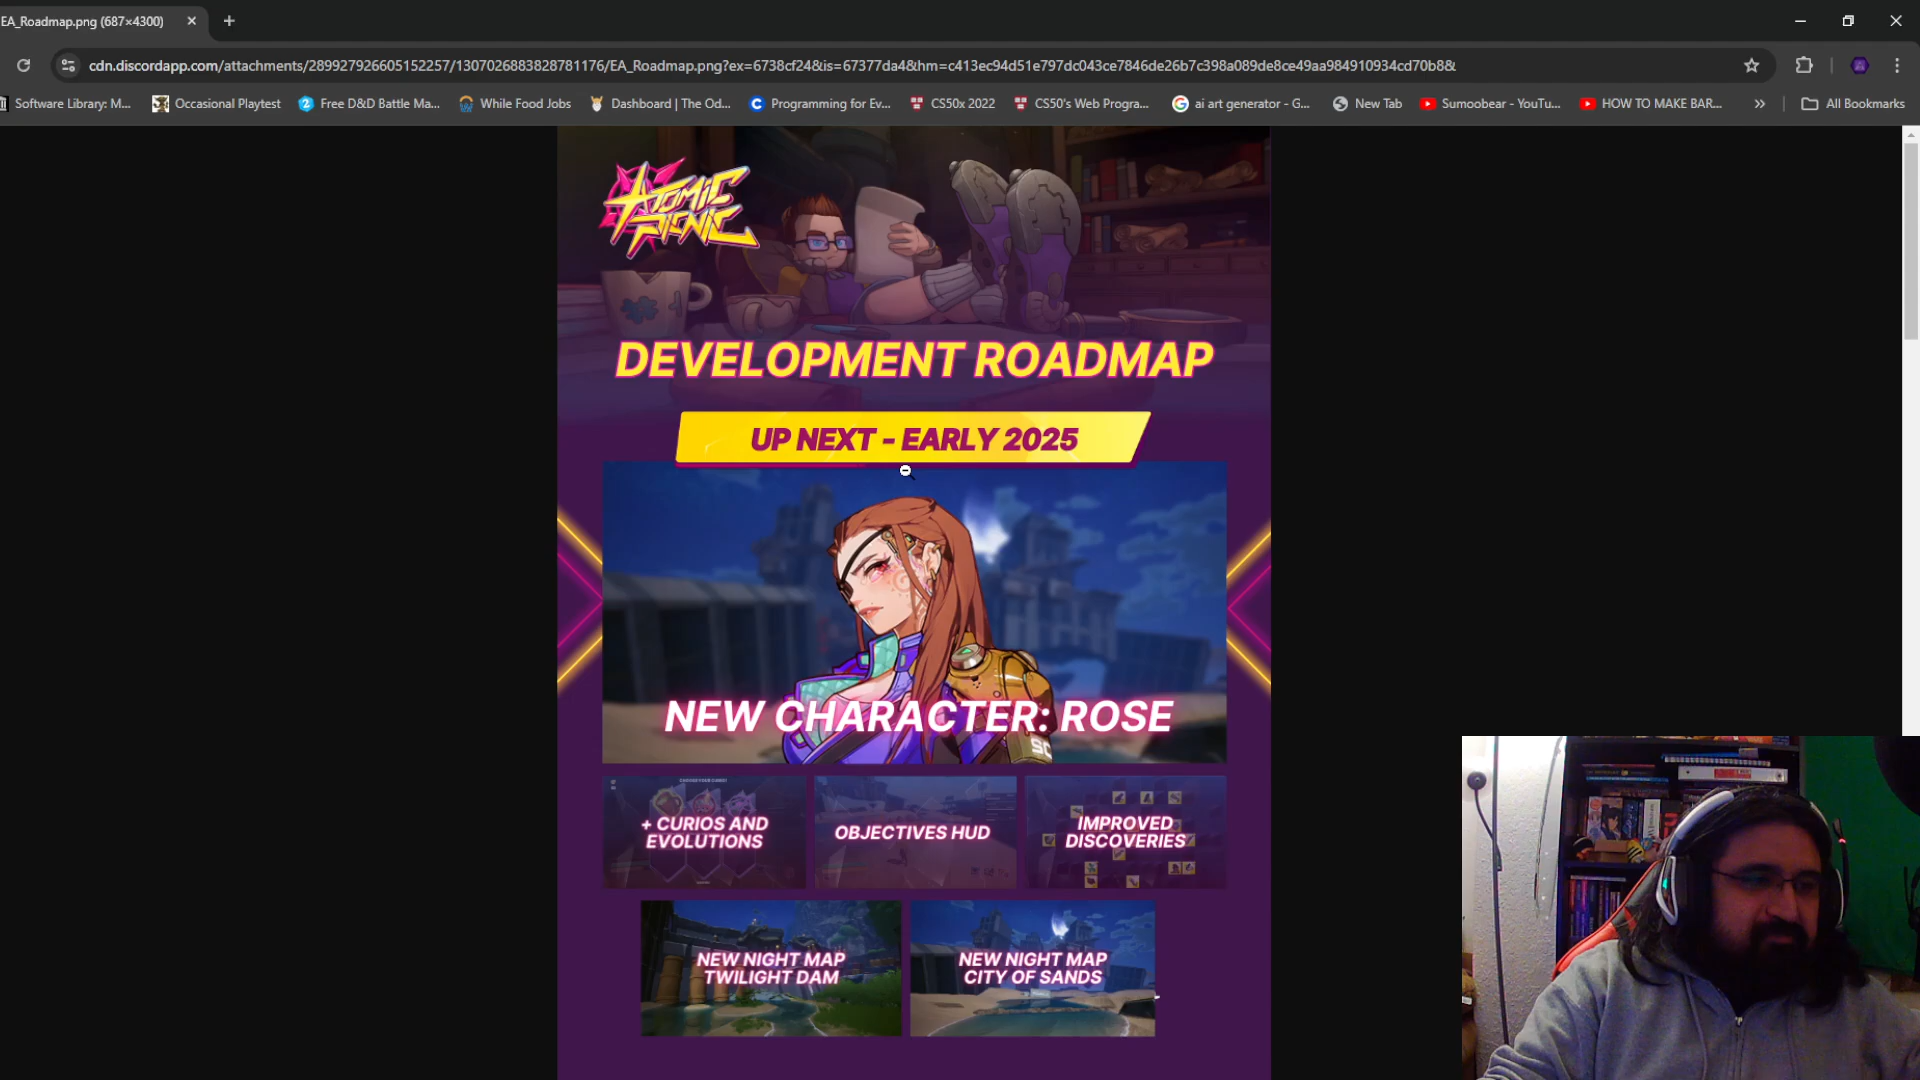 EA_Roadmap.png (687×4300)
cdn.discordapp.com/attachments/289927926605152257/1307026883828781176/EA_Roadmap.png?ex=6738cf24&is=67377da4&hm=c413ec94d51e797dc043ce7846de26b7c398a089de8ce49aa984910934cd70b8&
Software Library: M... Occasional Playtest Free D&D Battle Ma... While Food Jobs Dashboard | The Od... Programming for Ev... CS50x 2022 CS50's Web Progra... ai art generator - G... New Tab Sumoobear - YouTu... HOW TO MAKE BAR... » All Bookmarks
ATOMIC
PICNIC
DEVELOPMENT ROADMAP
UP NEXT - EARLY 2025
NEW CHARACTER: ROSE
+ CURIOS AND
EVOLUTIONS
OBJECTIVES HUD
IMPROVED
DISCOVERIES
NEW NIGHT MAP
TWILIGHT DAM
NEW NIGHT MAP
CITY OF SANDS